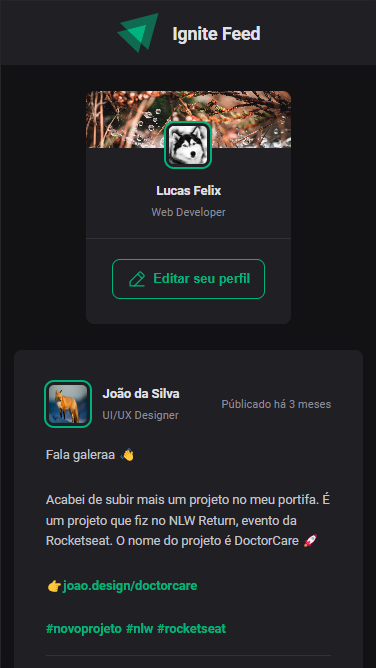 Ignite Feed
Lucas Felix
Web Developer
Editar seu perfil
João da Silva
UI/UX Designer
Públicado há 3 meses
Fala galeraa 👋
Acabei de subir mais um projeto no meu portifa. É
um projeto que fiz no NLW Return, evento da
Rocketseat. O nome do projeto é DoctorCare 🚀
👉 joao.design/doctorcare
#novoprojeto #nlw #rocketseat